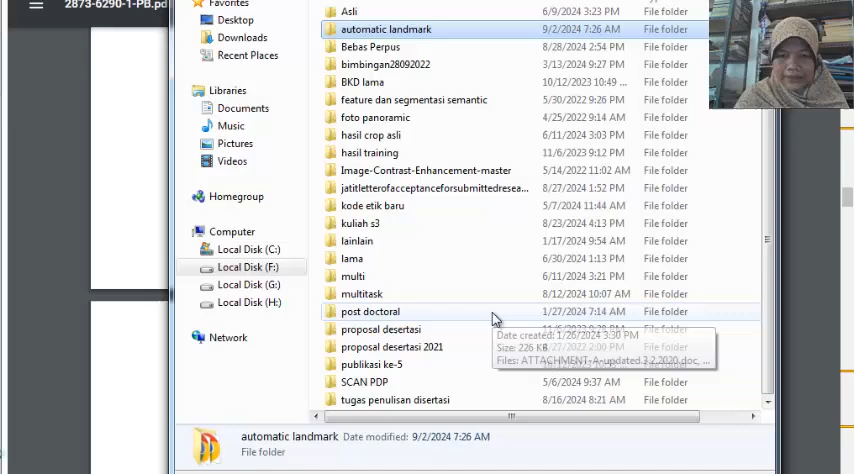 2873-6290-1-PB.pd
Favorites
Desktop
Downloads
Recent Places
Libraries
Documents
Music
Pictures
Videos
Homegroup
Computer
Local Disk (C:)
Local Disk (F:)
Local Disk (G:)
Local Disk (H:)
Network
Asli 6/9/2024 3:23 PM File folder
automatic landmark 9/2/2024 7:26 AM File folder
Bebas Perpus 8/28/2024 2:54 PM File folder
bimbingan28092022 3/13/2024 9:27 PM File folder
BKD lama 10/12/2023 10:49 ... File folder
feature dan segmentasi semantic 5/30/2022 9:26 PM File folder
foto panoramic 4/25/2022 9:14 AM File folder
hasil crop asli 6/11/2024 3:03 PM File folder
hasil training 11/6/2023 9:12 PM File folder
Image-Contrast-Enhancement-master 5/14/2022 11:02 AM File folder
jatitletterofacceptanceforsubmittedresea... 8/27/2024 1:52 PM File folder
kode etik baru 5/7/2024 11:44 AM File folder
kuliah s3 8/23/2024 4:13 PM File folder
lainlain 1/17/2024 9:54 AM File folder
lama 6/30/2024 1:13 PM File folder
multi 6/11/2024 3:21 PM File folder
multitask 8/12/2024 10:07 AM File folder
post doctoral 1/27/2024 7:14 AM File folder
proposal desertasi
Date created: 1/26/2024 3:30 PM
proposal desertasi 2021
Size: 226 KB
Files: ATTACHMENT-A-updated.3.2.2020.doc, ...
publikasi ke-5 File folder
SCAN PDP 5/6/2024 9:37 AM File folder
tugas penulisan disertasi 8/16/2024 8:21 AM File folder
automatic landmark Date modified: 9/2/2024 7:26 AM
File folder